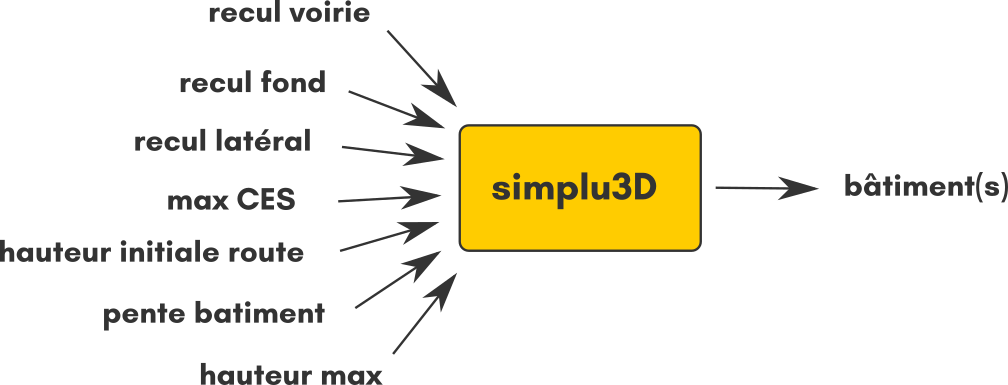 recul voirie
recul fond
recul latéral
max CES
hauteur initiale route
pente batiment
hauteur max
simplu3D
bâtiment(s)